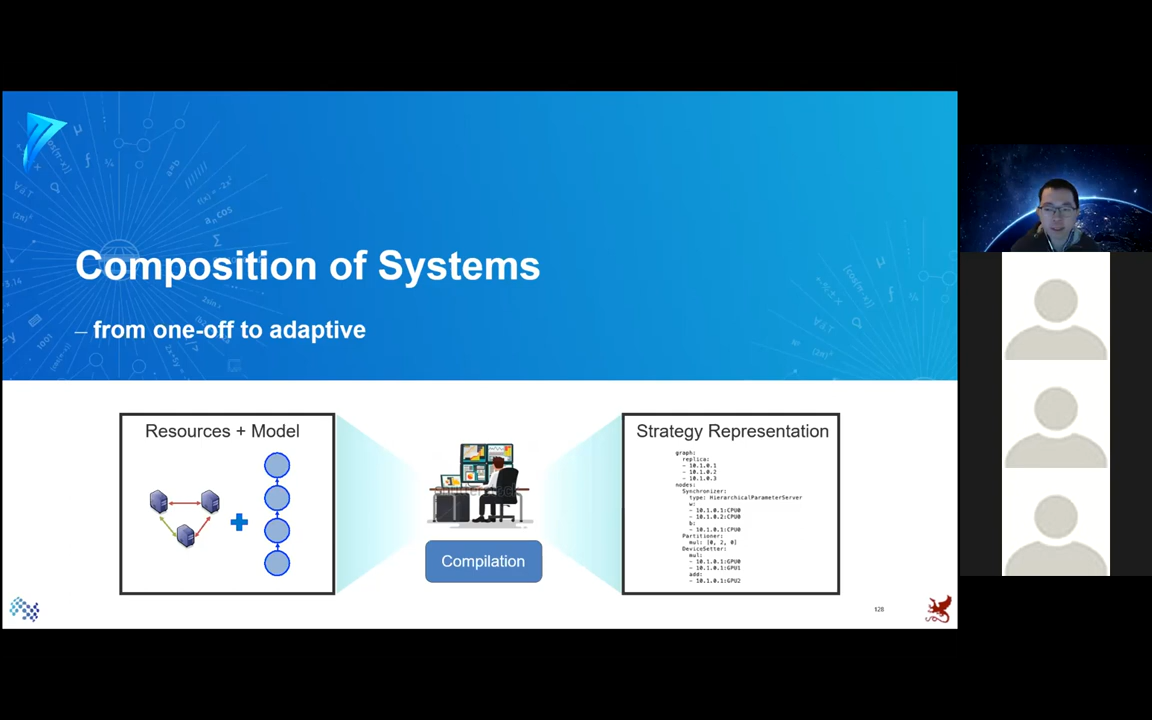 Composition of Systems
– from one-off to adaptive
Resources + Model
Compilation
Strategy Representation
graph:
replica:
- 10.1.0.1
- 10.1.0.2
- 10.1.0.3
nodes:
Synchronizer:
type: HierarchicalParameterServer
w:
- 10.1.0.1:CPU0
- 10.1.0.2:CPU0
b:
- 10.1.0.1:CPU0
Partitioner:
mul: [0, 2, 0]
DeviceSetter:
mul:
- 10.1.0.1:GPU0
- 10.1.0.1:GPU1
add:
- 10.1.0.1:GPU2
128